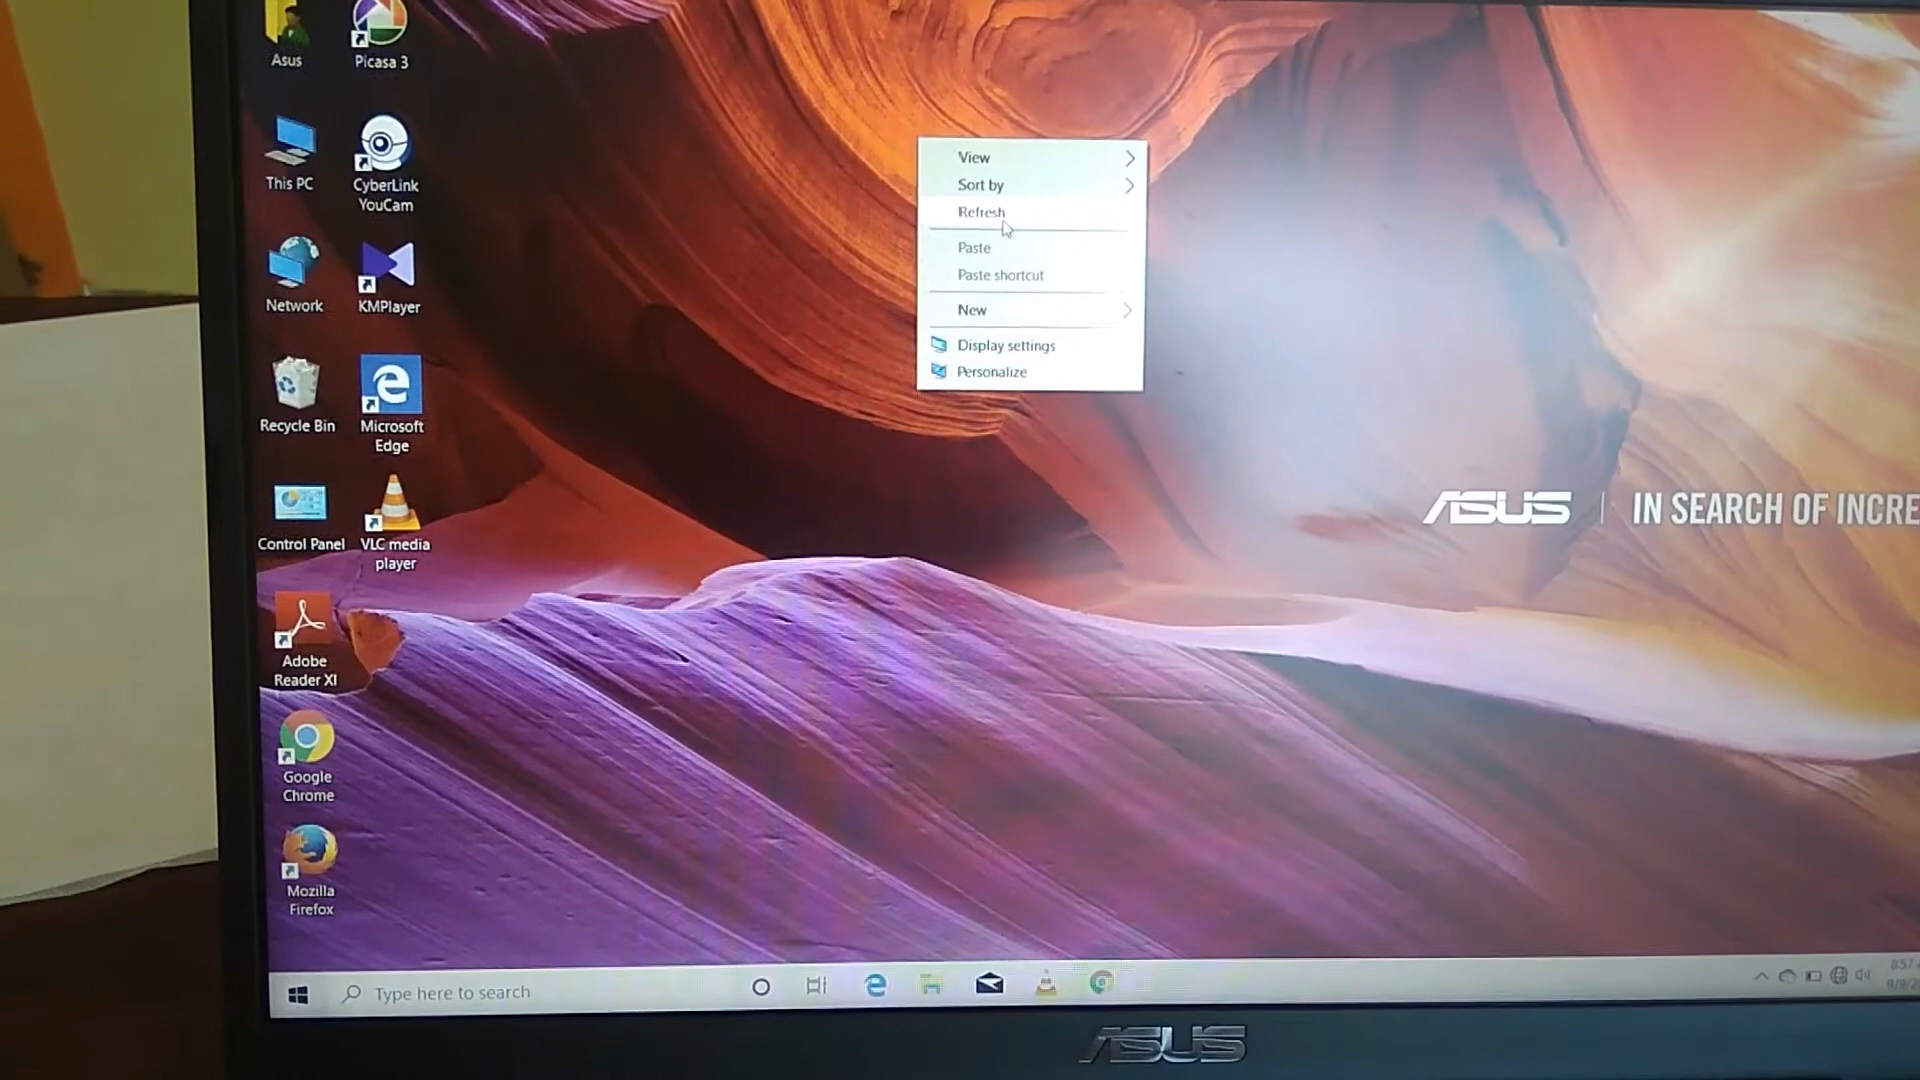 Asus
Picasa 3
This PC
CyberLink
YouCam
Network
KMPlayer
Recycle Bin
Microsoft
Edge
Control Panel
VLC media
player
Adobe
Reader XI
Google
Chrome
Mozilla
Firefox
View
Sort by
Refresh
Paste
Paste shortcut
New
Display settings
Personalize
ASUS | IN SEARCH OF INCRE
Type here to search
8:57
ASUS